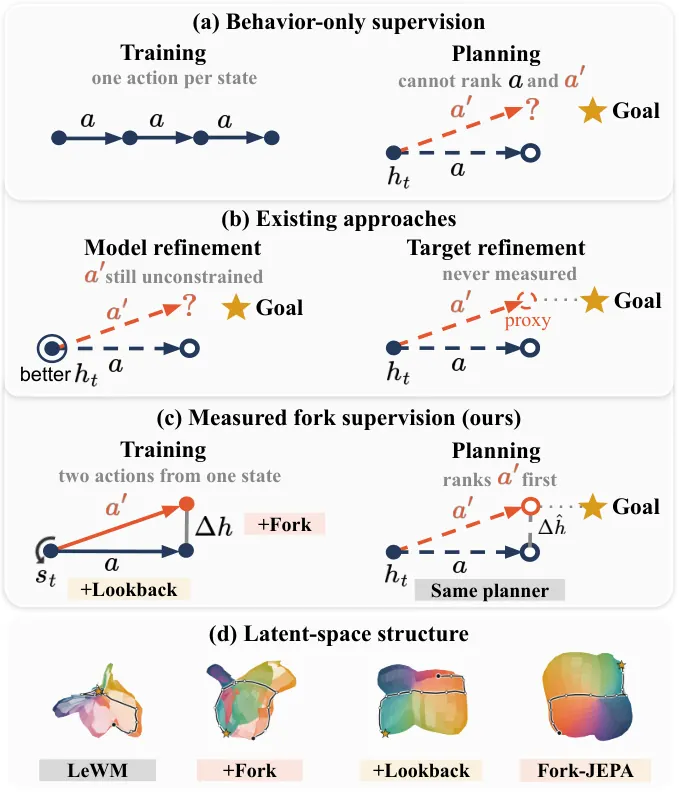 (a) Behavior-only supervision
Training
one action per state
a a a
Planning
cannot rank a and a′
a′ ? Goal
a
h_t
(b) Existing approaches
Model refinement
a′ still unconstrained
a′ ? Goal
a
better h_t
Target refinement
never measured
a′ Goal
proxy
a
h_t
(c) Measured fork supervision (ours)
Training
two actions from one state
a′
Δh +Fork
a
s_t
+Lookback
Planning
ranks a′ first
a′ Goal
Δĥ
a
h_t
Same planner
(d) Latent-space structure
LeWM +Fork +Lookback Fork-JEPA